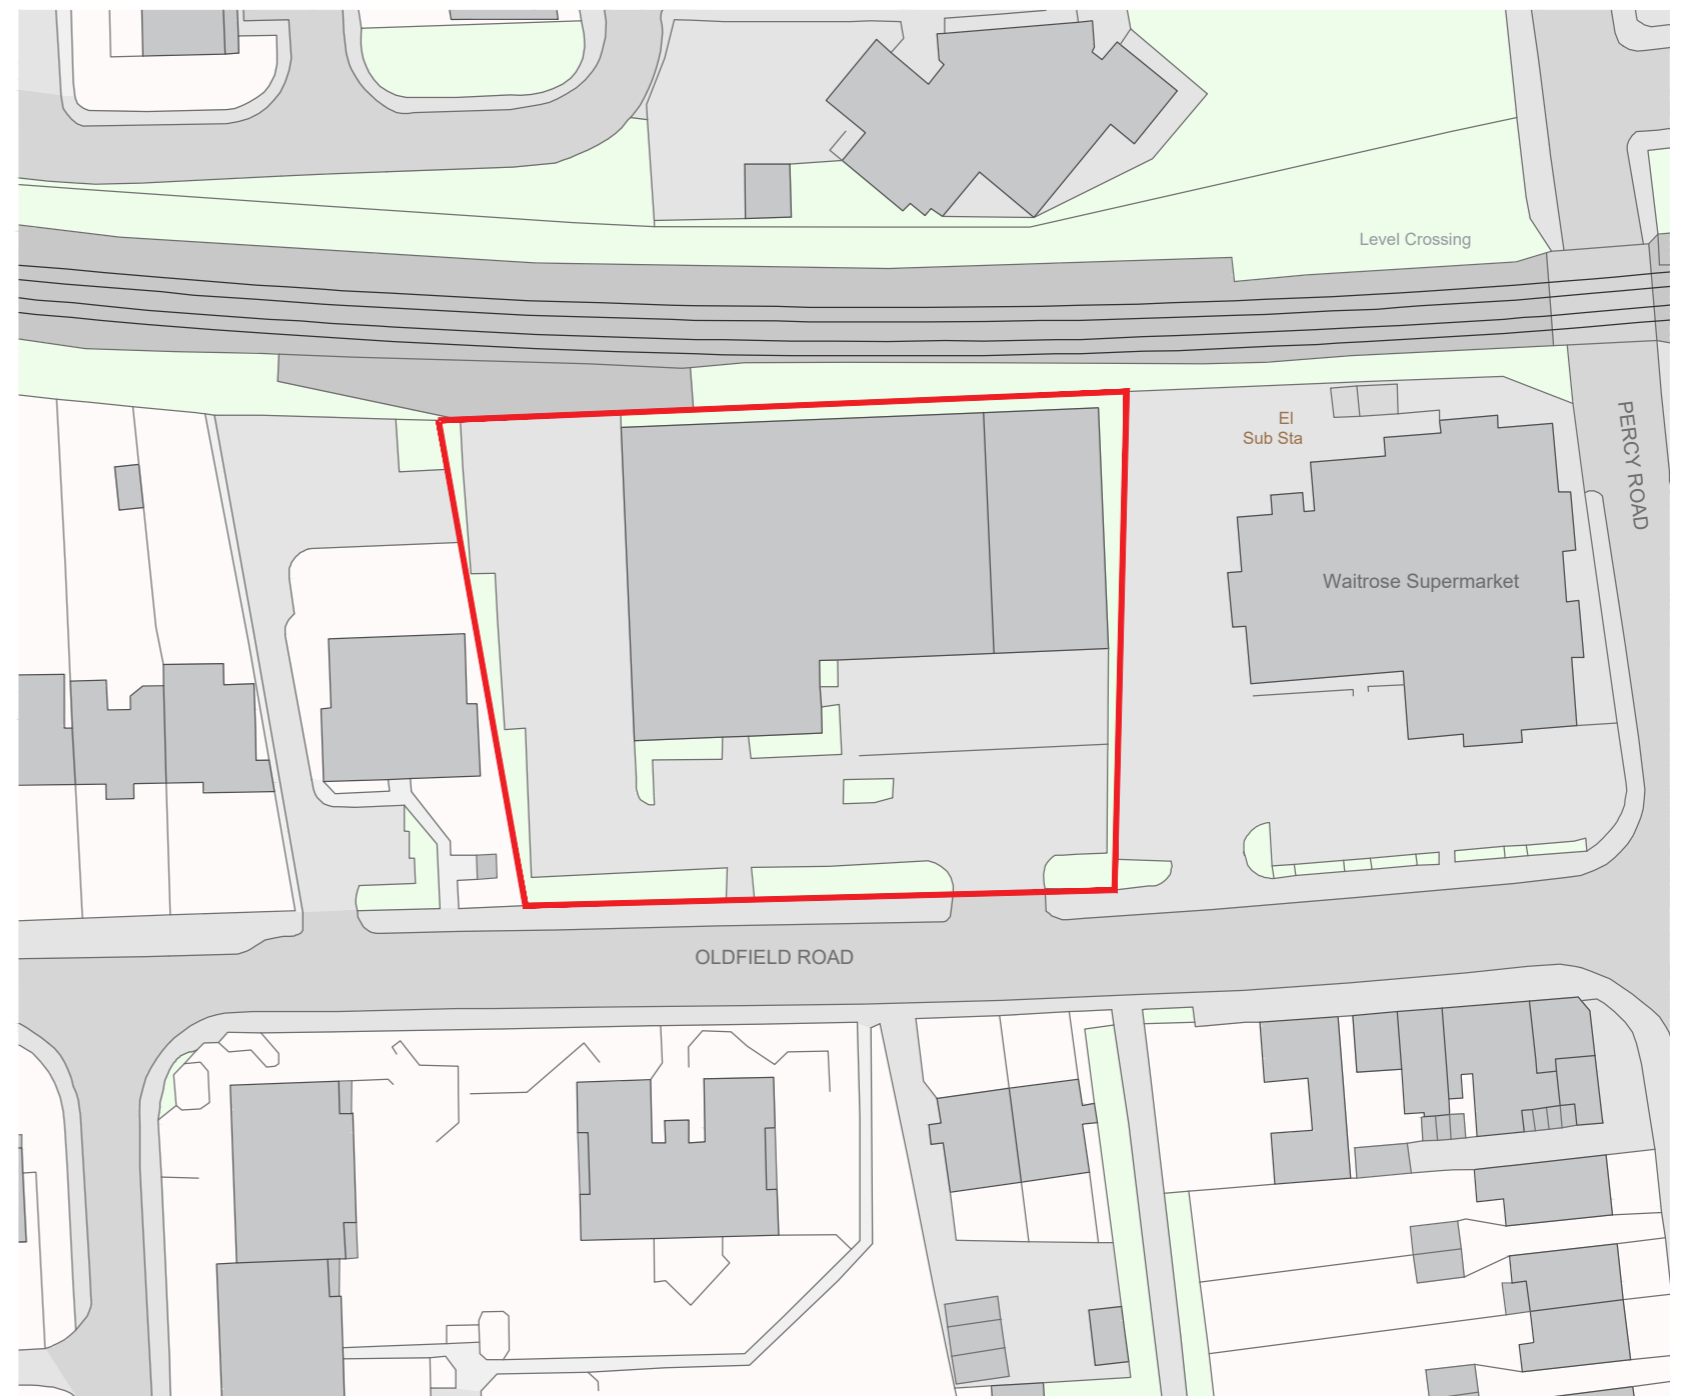 Level Crossing
El
Sub Sta
PERCY ROAD
Waitrose Supermarket
OLDFIELD ROAD